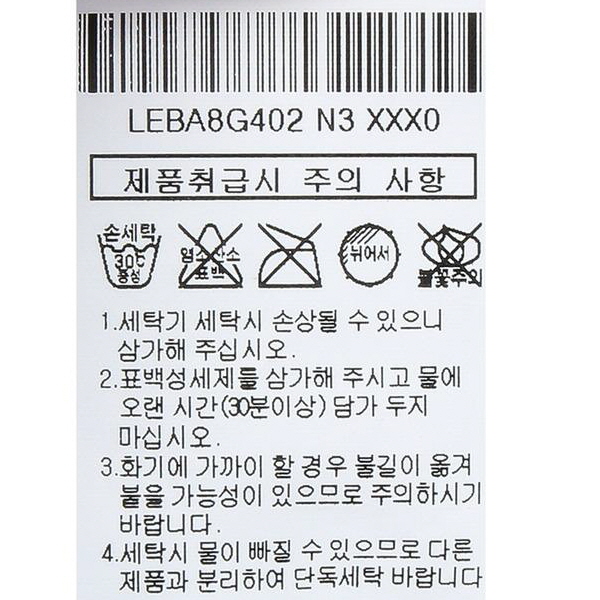 LEBA8G402 N3 XXX0
제품취급시 주의 사항
손세탁 30℃ 중성
염소산소 표백
뉘어서
불꽃주의
1.세탁기 세탁시 손상될 수 있으니
삼가해 주십시오.
2.표백성세제를 삼가해 주시고 물에
오랜 시간(30분이상) 담가 두지
마십시오.
3.화기에 가까이 할 경우 불길이 옮겨
붙을 가능성이 있으므로 주의하시기
바랍니다.
4.세탁시 물이 빠질 수 있으므로 다른
제품과 분리하여 단독세탁 바랍니다